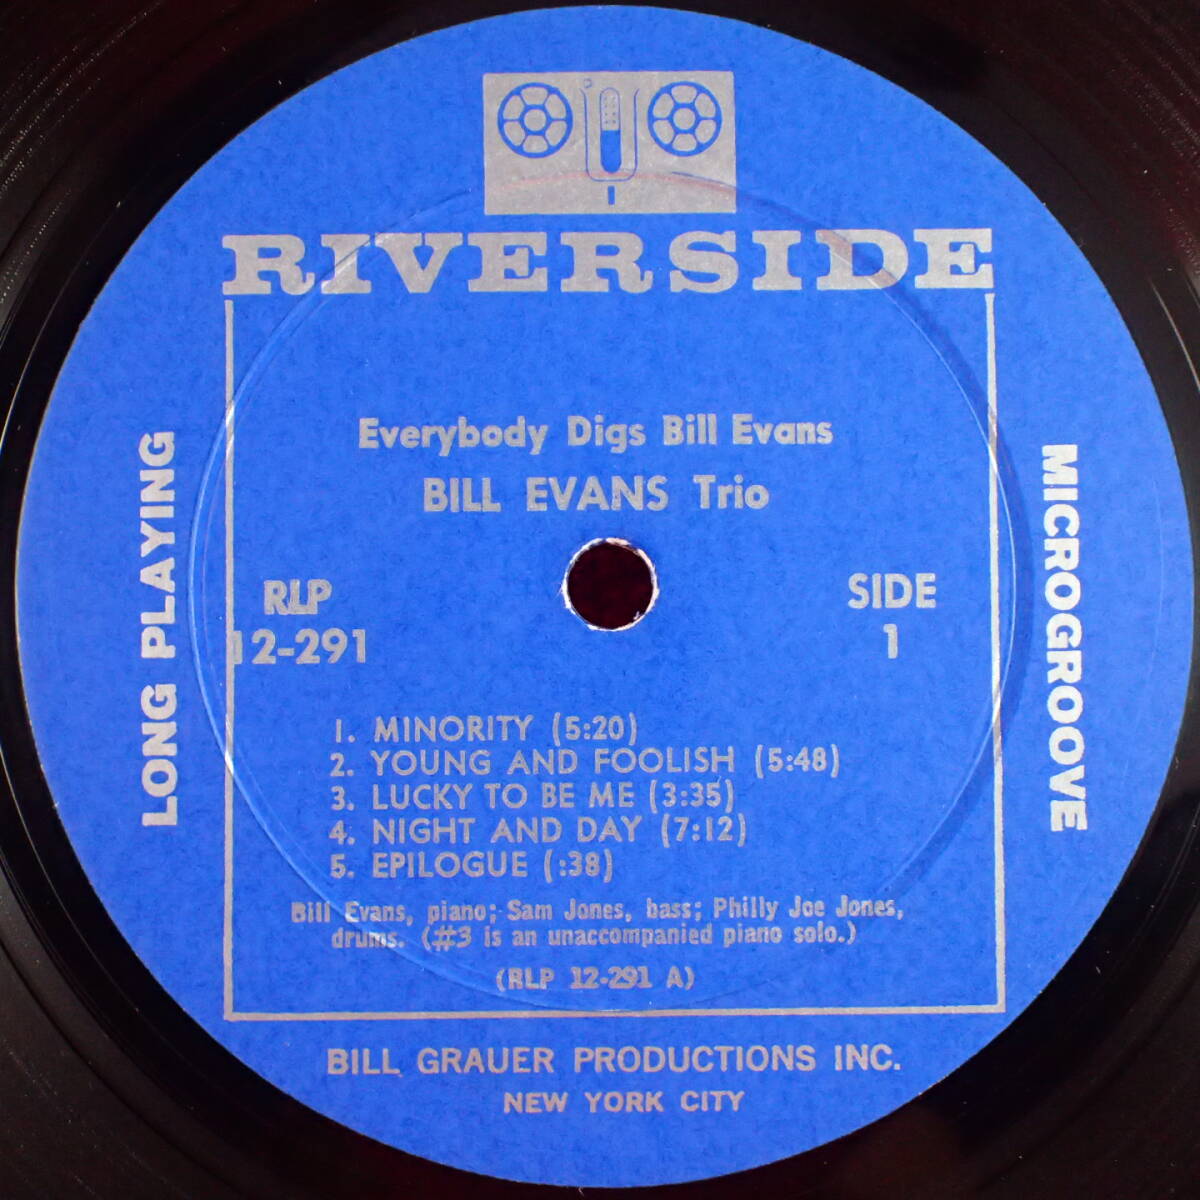 RIVERSIDE
Everybody Digs Bill Evans
BILL EVANS Trio
RLP
12-291
SIDE
1
LONG PLAYING
MICROGROOVE
1. MINORITY (5:20)
2. YOUNG AND FOOLISH (5:48)
3. LUCKY TO BE ME (3:35)
4. NIGHT AND DAY (7:12)
5. EPILOGUE (:38)
Bill Evans, piano; Sam Jones, bass; Philly Joe Jones,
drums. (#3 is an unaccompanied piano solo.)
(RLP 12-291 A)
BILL GRAUER PRODUCTIONS INC.
NEW YORK CITY